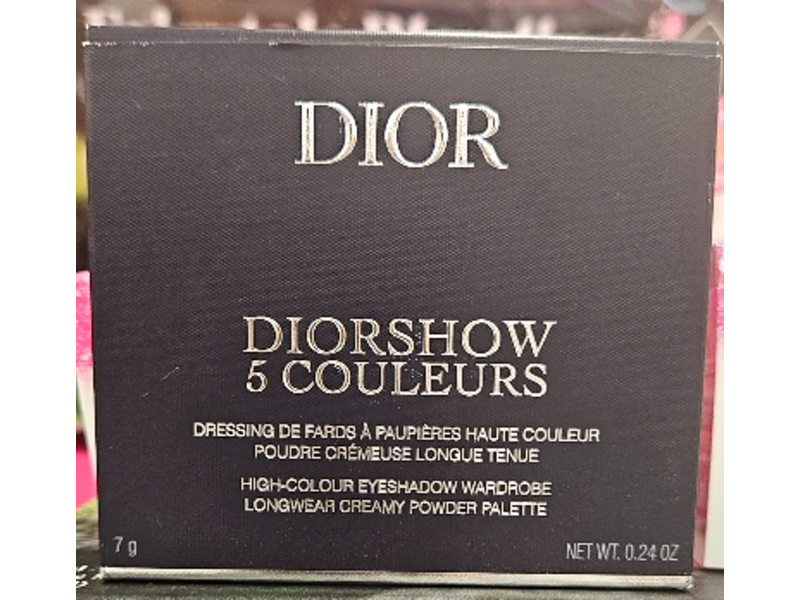 DIOR
DIORSHOW
5 COULEURS
DRESSING DE FARDS À PAUPIÈRES HAUTE COULEUR
POUDRE CRÉMEUSE LONGUE TENUE
HIGH-COLOUR EYESHADOW WARDROBE
LONGWEAR CREAMY POWDER PALETTE
7 g
NET WT. 0.24 OZ